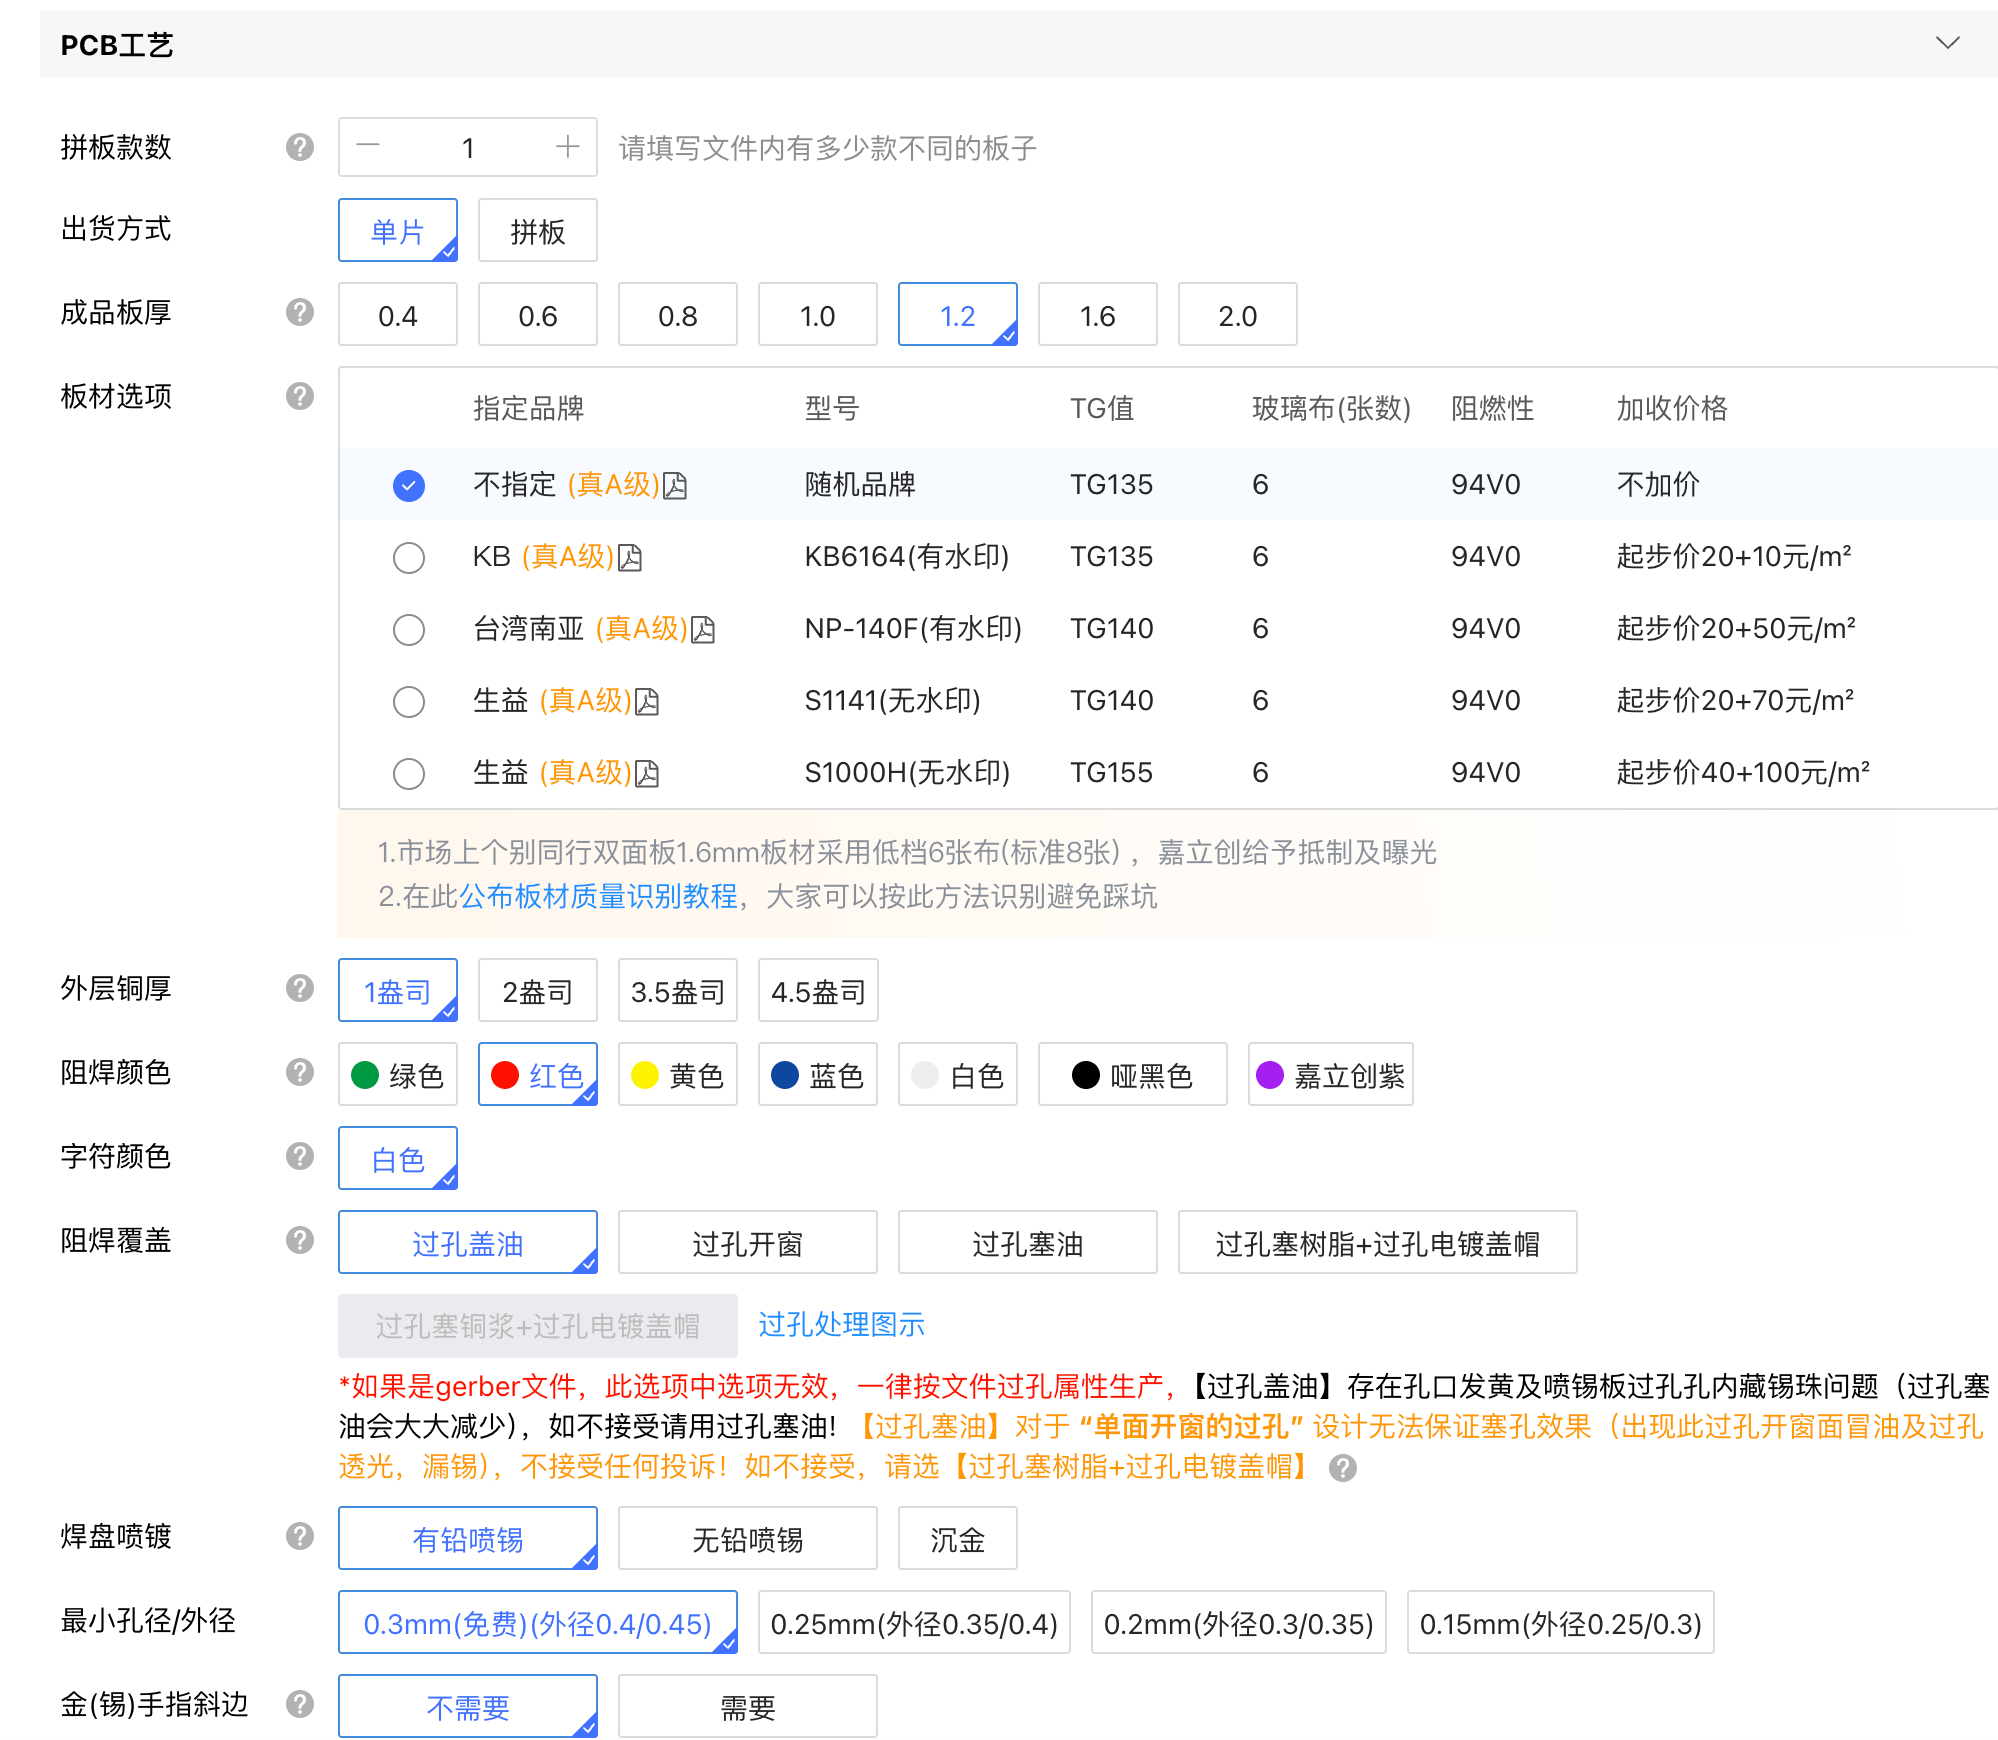 PCB工艺
拼板款数 1 请填写文件内有多少款不同的板子
出货方式 单片 拼板
成品板厚 0.4 0.6 0.8 1.0 1.2 1.6 2.0
板材选项 指定品牌 型号 TG值 玻璃布(张数) 阻燃性 加收价格
不指定 (真A级) 随机品牌 TG135 6 94V0 不加价
KB (真A级) KB6164(有水印) TG135 6 94V0 起步价20+10元/m²
台湾南亚 (真A级) NP-140F(有水印) TG140 6 94V0 起步价20+50元/m²
生益 (真A级) S1141(无水印) TG140 6 94V0 起步价20+70元/m²
生益 (真A级) S1000H(无水印) TG155 6 94V0 起步价40+100元/m²
1.市场上个别同行双面板1.6mm板材采用低档6张布(标准8张) ，嘉立创给予抵制及曝光
2.在此公布板材质量识别教程，大家可以按此方法识别避免踩坑
外层铜厚 1盎司 2盎司 3.5盎司 4.5盎司
阻焊颜色 绿色 红色 黄色 蓝色 白色 哑黑色 嘉立创紫
字符颜色 白色
阻焊覆盖 过孔盖油 过孔开窗 过孔塞油 过孔塞树脂+过孔电镀盖帽
过孔塞铜浆+过孔电镀盖帽 过孔处理图示
*如果是gerber文件，此选项中选项无效，一律按文件过孔属性生产，【过孔盖油】存在孔口发黄及喷锡板过孔孔内藏锡珠问题（过孔塞
油会大大减少），如不接受请用过孔塞油！【过孔塞油】对于 “单面开窗的过孔” 设计无法保证塞孔效果（出现此过孔开窗面冒油及过孔
透光，漏锡），不接受任何投诉！如不接受，请选【过孔塞树脂+过孔电镀盖帽】
焊盘喷镀 有铅喷锡 无铅喷锡 沉金
最小孔径/外径 0.3mm(免费)(外径0.4/0.45) 0.25mm(外径0.35/0.4) 0.2mm(外径0.3/0.35) 0.15mm(外径0.25/0.3)
金(锡)手指斜边 不需要 需要